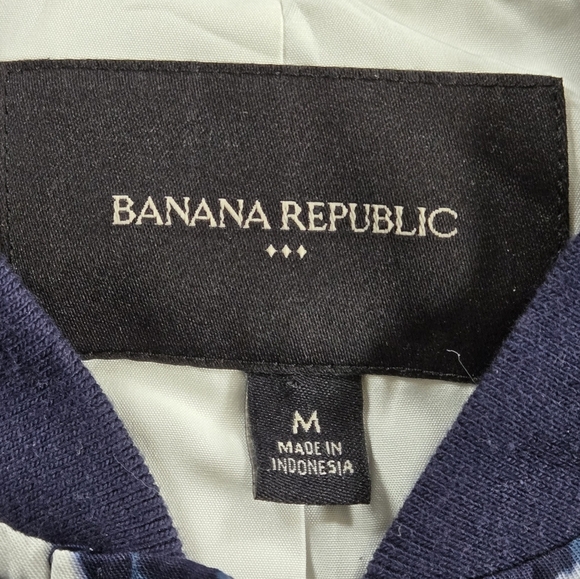 BANANA REPUBLIC
♦♦♦
M
MADE IN
INDONESIA